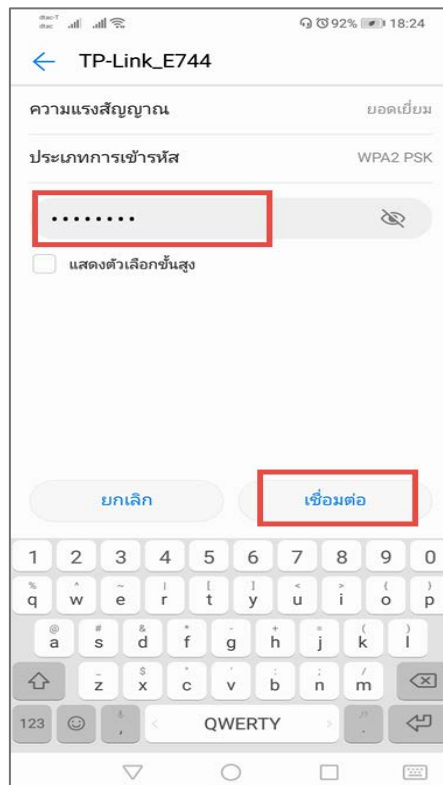 dtac-T
dtac 92% 18:24
TP-Link_E744
ความแรงสัญญาณ ยอดเยี่ยม
ประเภทการเข้ารหัส WPA2 PSK
••••••••
แสดงตัวเลือกขั้นสูง
ยกเลิก เชื่อมต่อ
1 2 3 4 5 6 7 8 9 0
q w e r t y u i o p
a s d f g h j k l
z x c v b n m
123 , QWERTY .